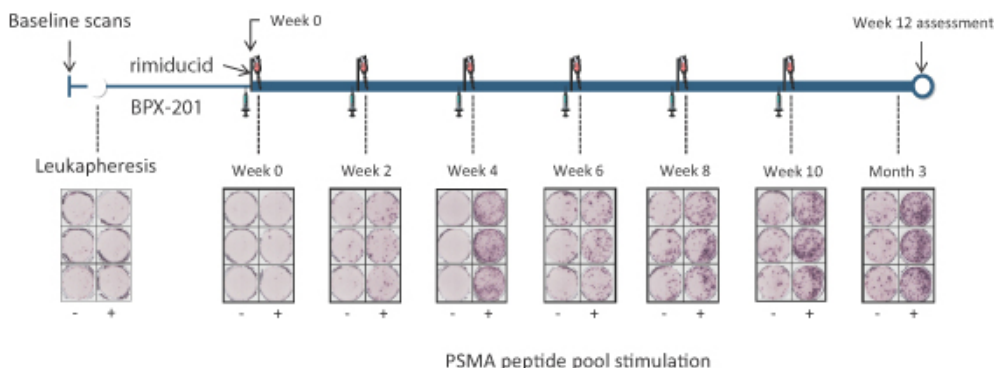 Baseline scans
Week 0
Week 12 assessment
rimiducid
BPX-201
Leukapheresis
Week 0
Week 2
Week 4
Week 6
Week 8
Week 10
Month 3
- + - + - + - + - + - + - + - +
PSMA peptide pool stimulation